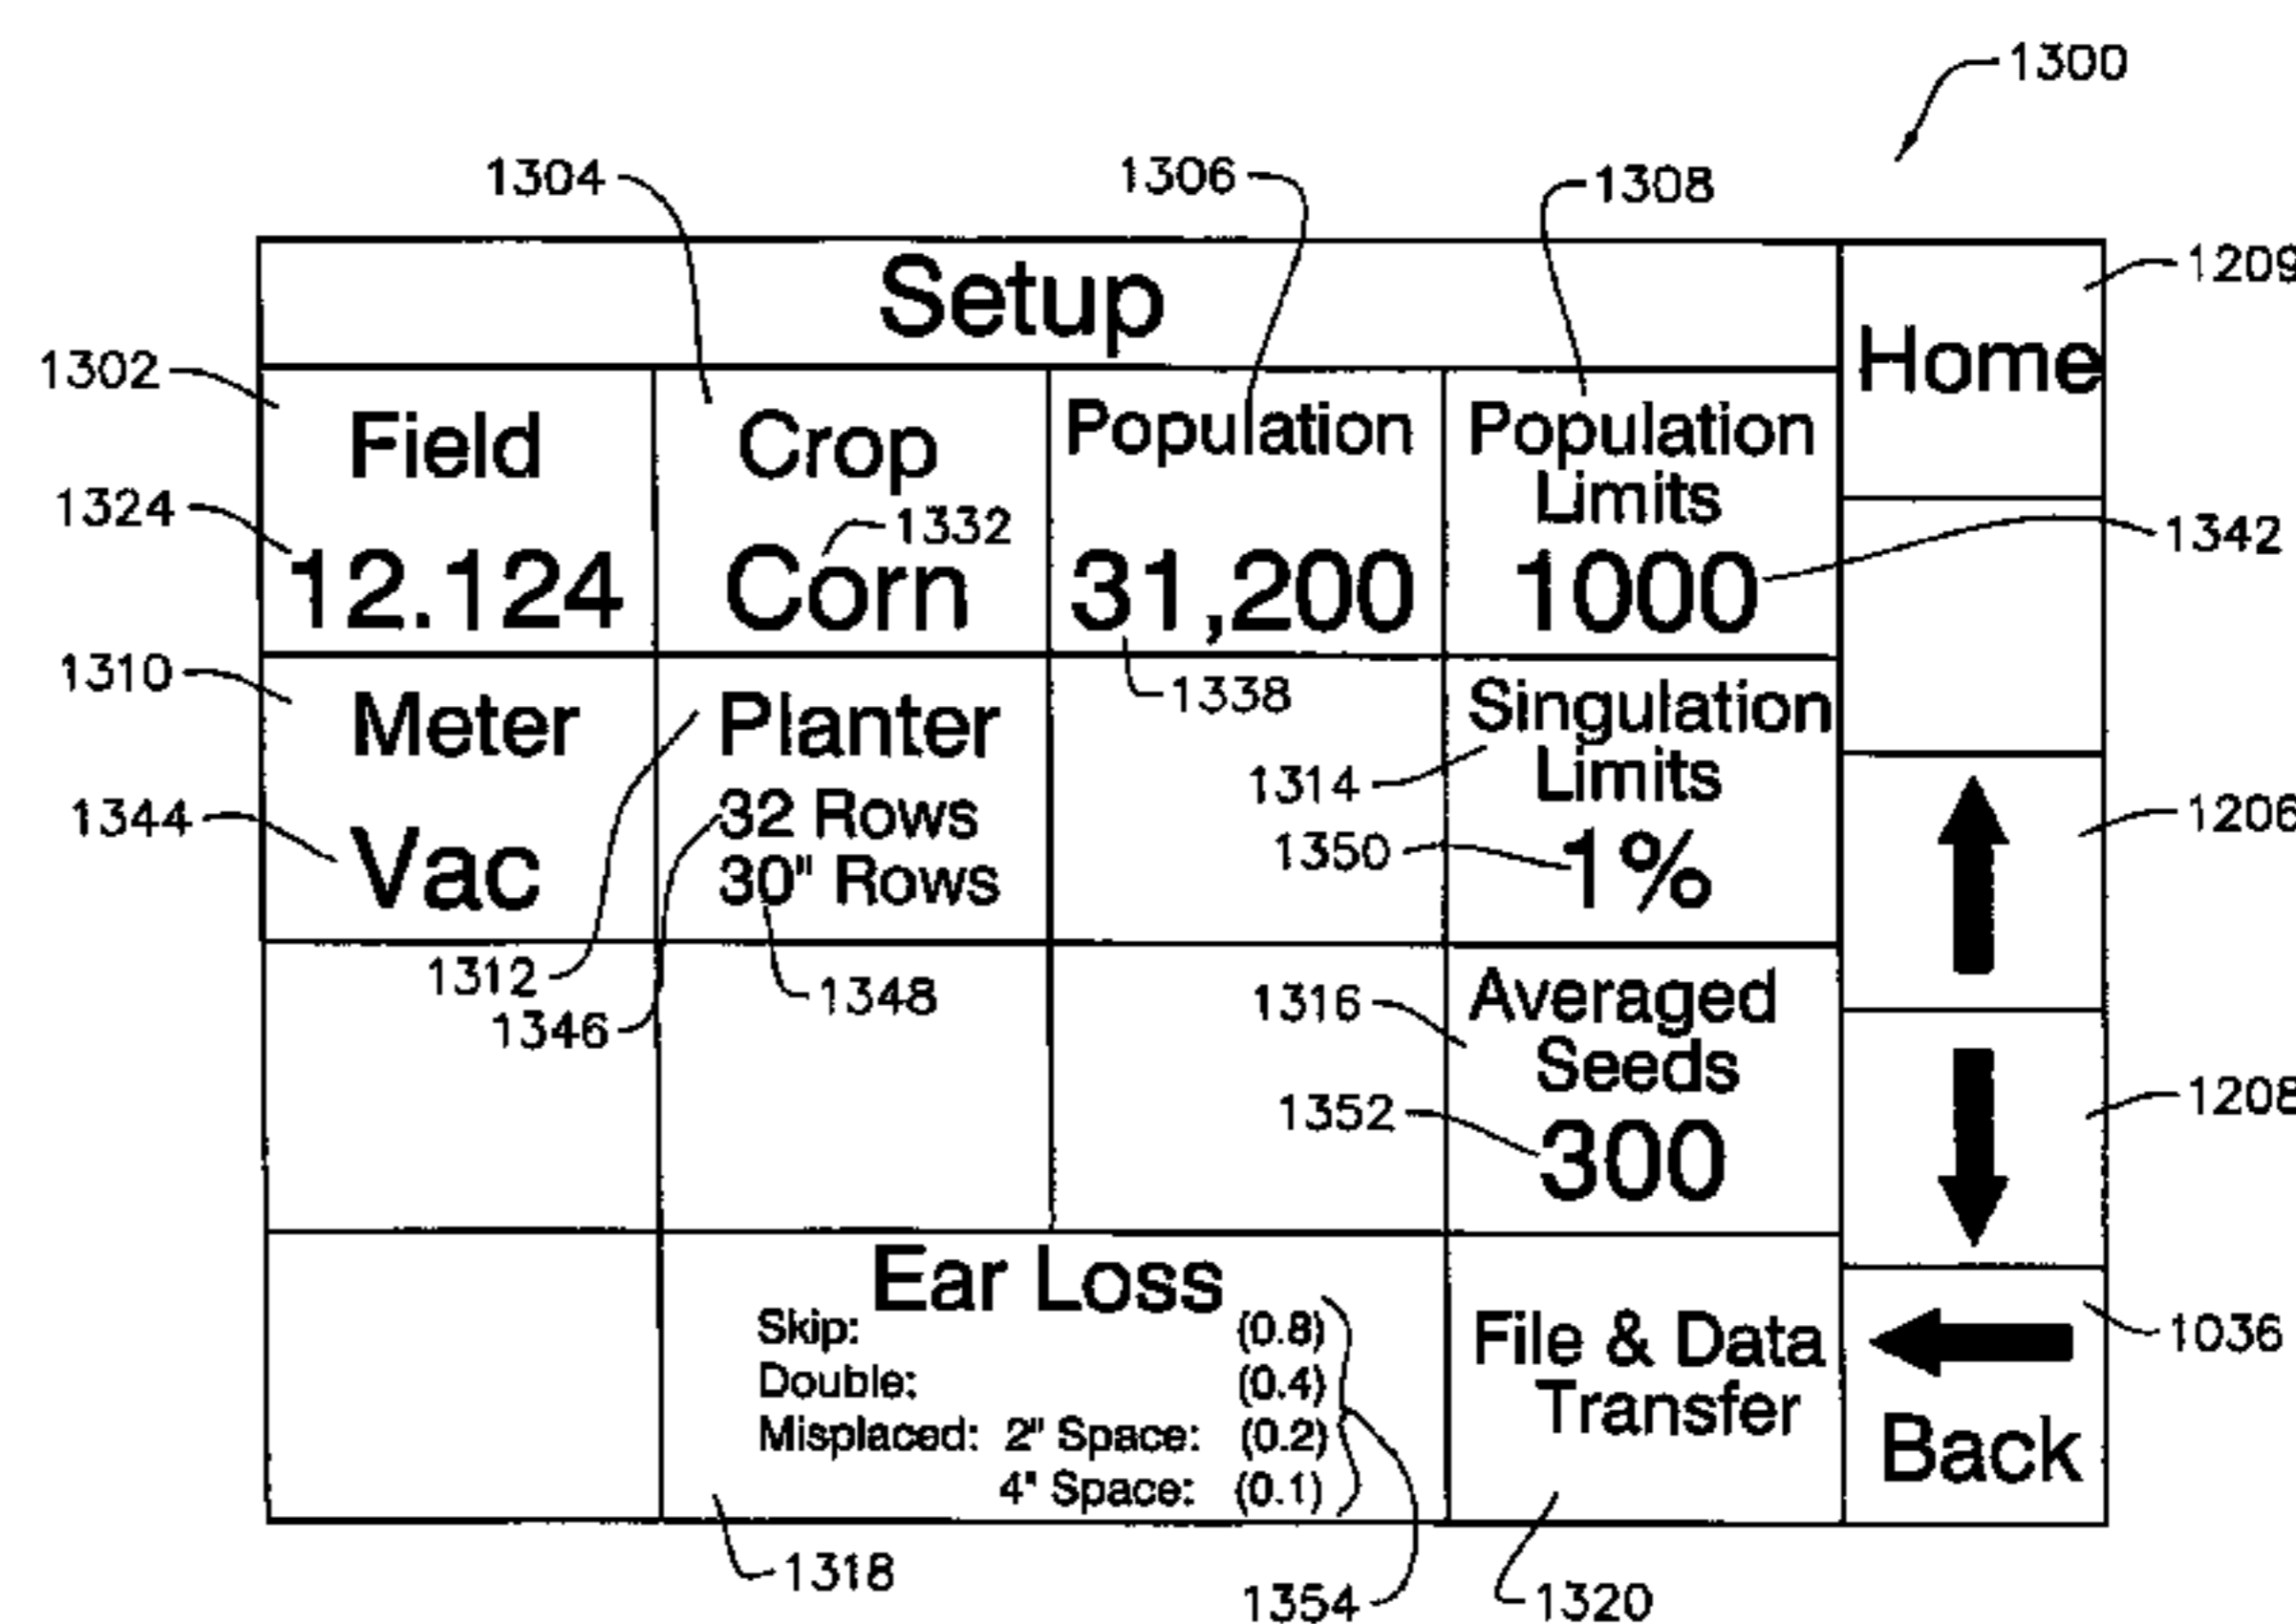 1300
1304
1306
1308
Setup
Home
1209
1302
Field
Crop
Population
Population
Limits
1324
1332
12.124
Corn
31,200
1000
1342
1310
1338
Meter
Planter
Singulation
Limits
1314
1206
1344
Vac
32 Rows
30" Rows
1350
1%
1312
1346
1348
1316
Averaged
Seeds
1352
300
1208
Ear Loss
Skip: (0.8)
Double: (0.4)
Misplaced: 2" Space: (0.2)
4" Space: (0.1)
File & Data
Transfer
1036
Back
1318
1354
1320